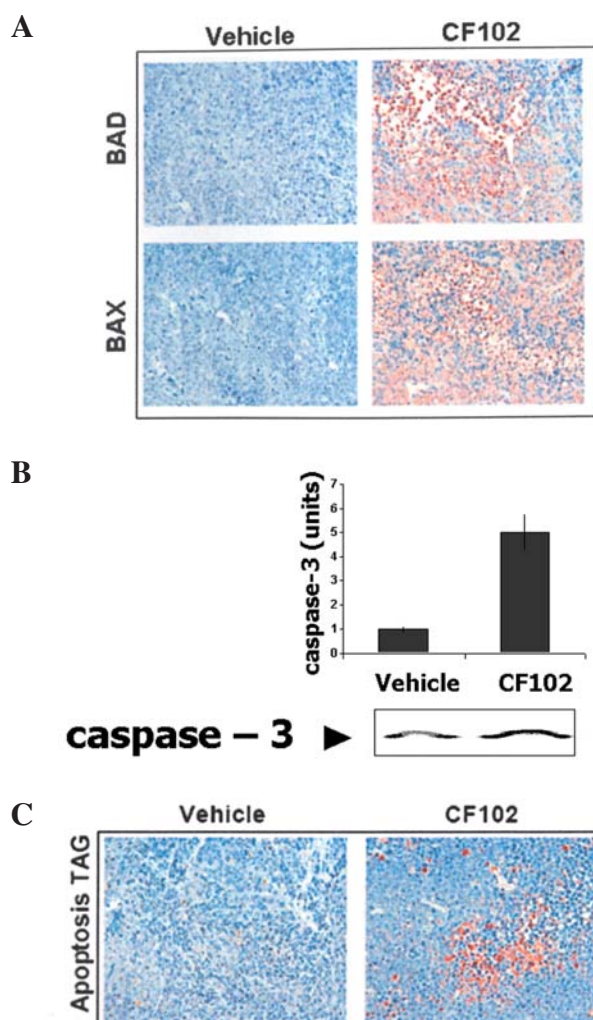 A
Vehicle CF102
BAD
BAX
B
caspase-3 (units)
7
6
5
4
3
2
1
0
Vehicle CF102
caspase – 3 ►
C
Vehicle CF102
Apoptosis TAG